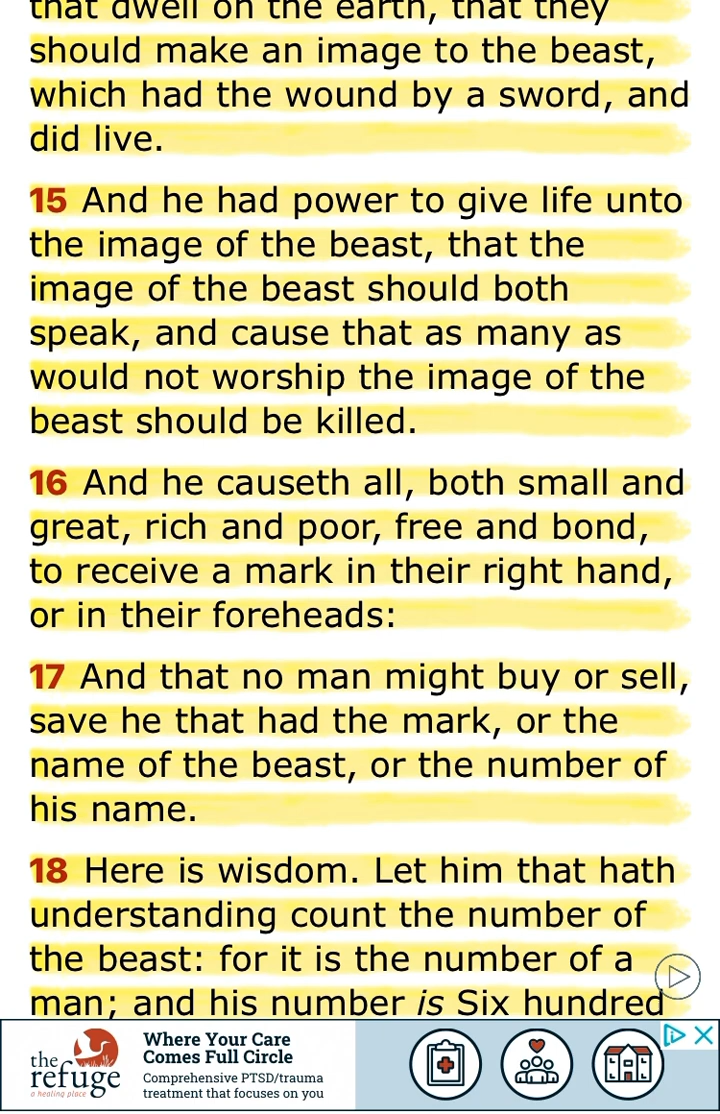 that dwell on the earth, that they
should make an image to the beast,
which had the wound by a sword, and
did live.
15 And he had power to give life unto
the image of the beast, that the
image of the beast should both
speak, and cause that as many as
would not worship the image of the
beast should be killed.
16 And he causeth all, both small and
great, rich and poor, free and bond,
to receive a mark in their right hand,
or in their foreheads:
17 And that no man might buy or sell,
save he that had the mark, or the
name of the beast, or the number of
his name.
18 Here is wisdom. Let him that hath
understanding count the number of
the beast: for it is the number of a
man; and his number is Six hundred
the
refuge
a healing place
Where Your Care
Comes Full Circle
Comprehensive PTSD/trauma
treatment that focuses on you